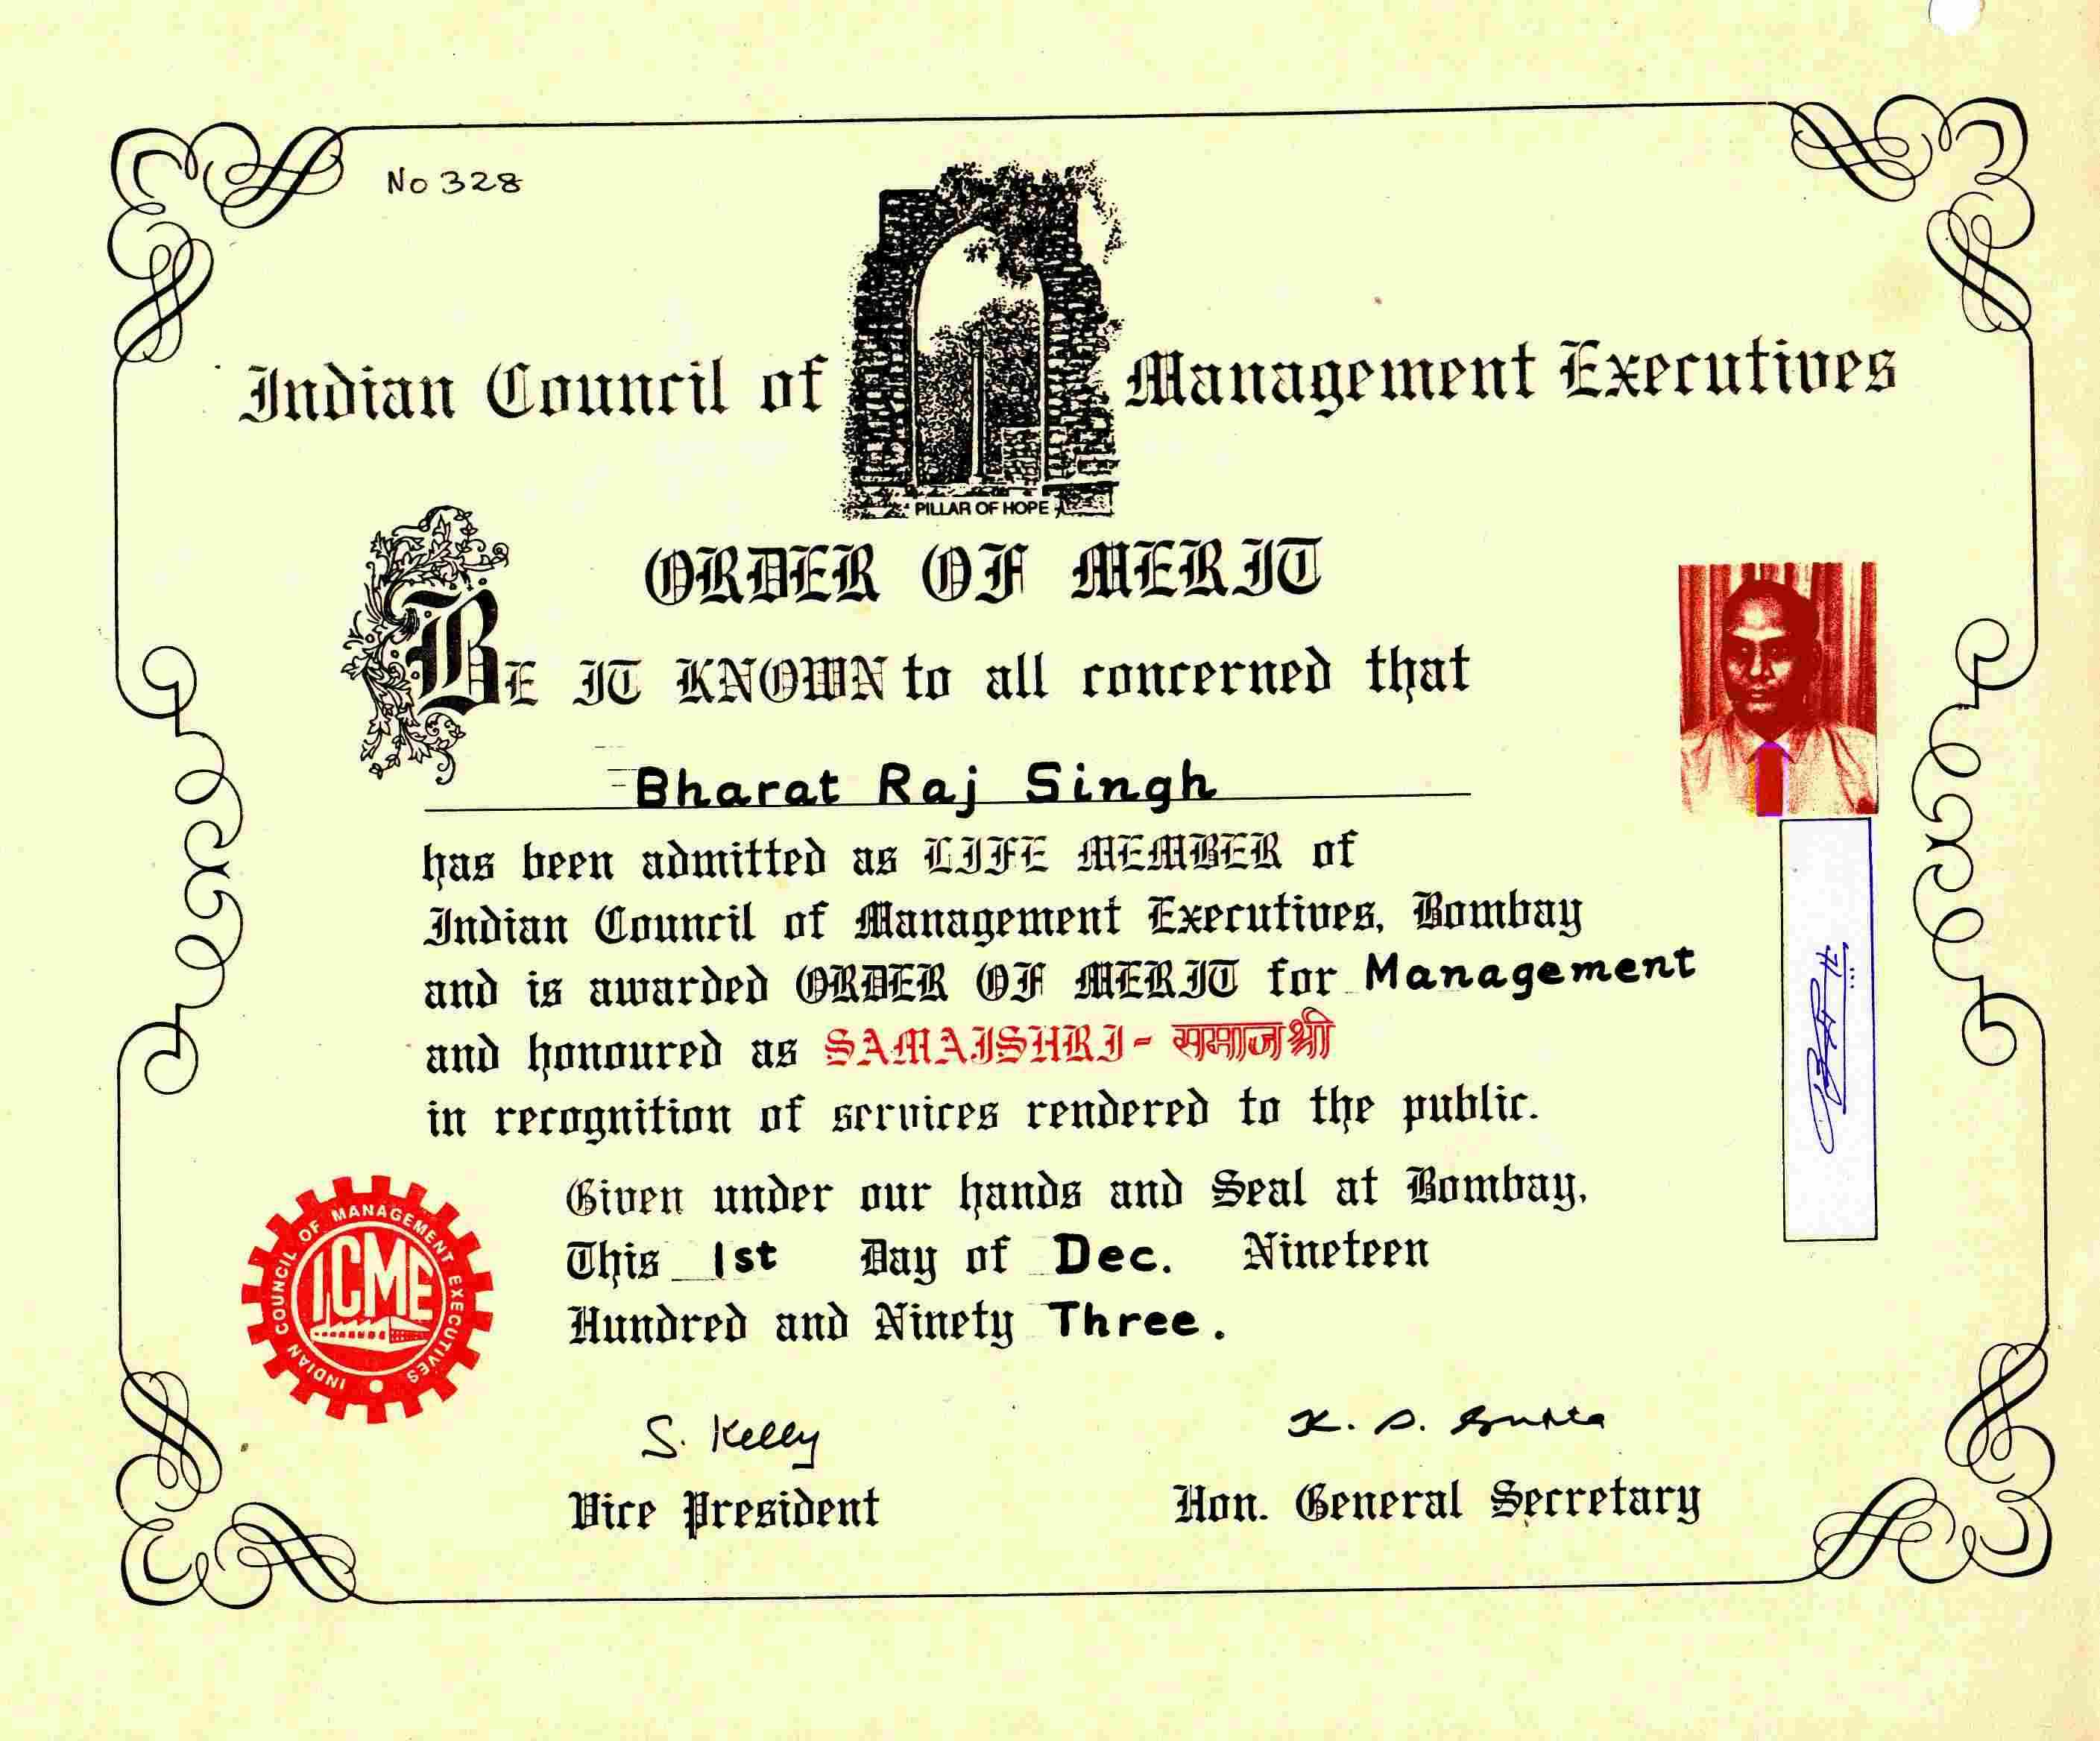 No 328
Indian Council of Management Executives
PILLAR OF HOPE
ORDER OF MERIT
BE IT KNOWN to all concerned that
Bharat Raj Singh
has been admitted as LIFE MEMBER of
Indian Council of Management Executives, Bombay
and is awarded ORDER OF MERIT for Management
and honoured as SAMAJSHRI - समाजश्री
in recognition of services rendered to the public.
Given under our hands and Seal at Bombay,
This 1st Day of Dec. Nineteen
Hundred and Ninety Three.
INDIAN COUNCIL OF MANAGEMENT EXECUTIVES
ICME
S. Kelly
Vice President
K. D. Gupta
Hon. General Secretary